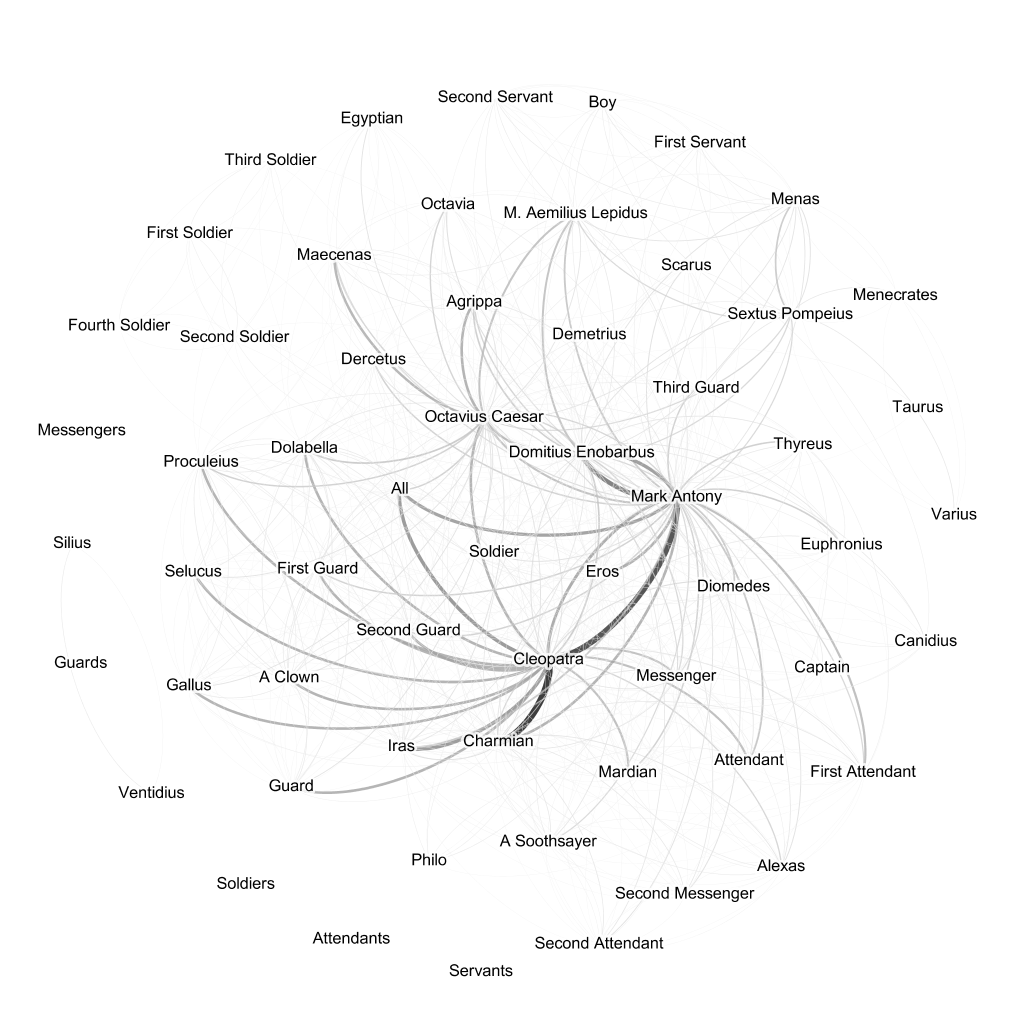 Second Servant
Boy
Egyptian
First Servant
Third Soldier
Menas
Octavia
M. Aemilius Lepidus
First Soldier
Maecenas
Scarus
Menecrates
Agrippa
Sextus Pompeius
Fourth Soldier
Second Soldier
Demetrius
Dercetus
Third Guard
Taurus
Octavius Caesar
Messengers
Thyreus
Dolabella
Domitius Enobarbus
Proculeius
All
Mark Antony
Varius
Silius
Euphronius
Soldier
First Guard
Selucus
Eros
Diomedes
Second Guard
Canidius
Cleopatra
Guards
Captain
Messenger
A Clown
Gallus
Charmian
Iras
Attendant
Mardian
First Attendant
Guard
Ventidius
A Soothsayer
Philo
Alexas
Soldiers
Second Messenger
Attendants
Second Attendant
Servants